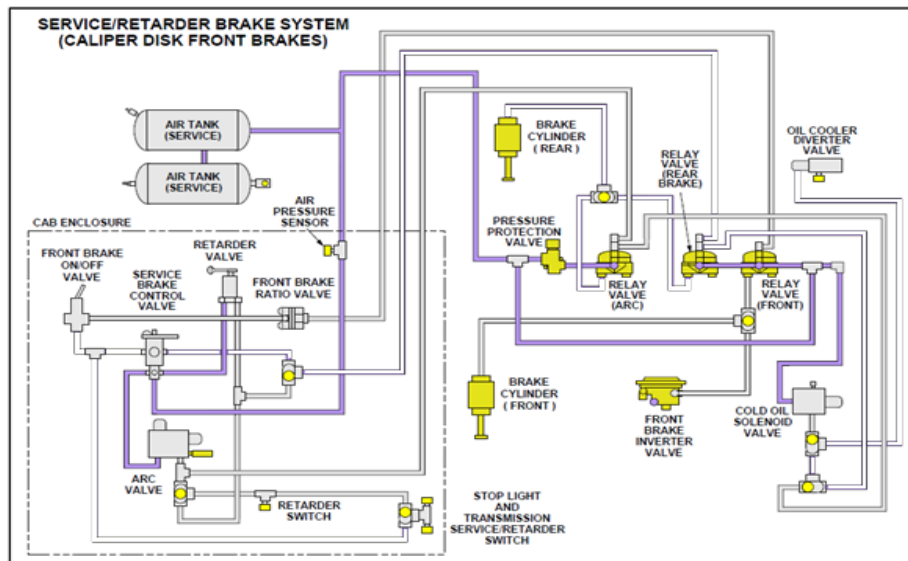 SERVICE/RETARDER BRAKE SYSTEM
(CALIPER DISK FRONT BRAKES)
AIR TANK
(SERVICE)
AIR TANK
(SERVICE)
BRAKE
CYLINDER
( REAR )
OIL COOLER
DIVERTER
VALVE
RELAY
VALVE
(REAR
BRAKE)
AIR
PRESSURE
SENSOR
PRESSURE
PROTECTION
VALVE
CAB ENCLOSURE
FRONT BRAKE
ON/OFF
VALVE
SERVICE
BRAKE
CONTROL
VALVE
RETARDER
VALVE
FRONT BRAKE
RATIO VALVE
RELAY
VALVE
(ARC)
RELAY
VALVE
(FRONT)
BRAKE
CYLINDER
( FRONT )
FRONT
BRAKE
INVERTER
VALVE
COLD OIL
SOLENOID
VALVE
ARC
VALVE
RETARDER
SWITCH
STOP LIGHT
AND
TRANSMISSION
SERVICE/RETARDER
SWITCH